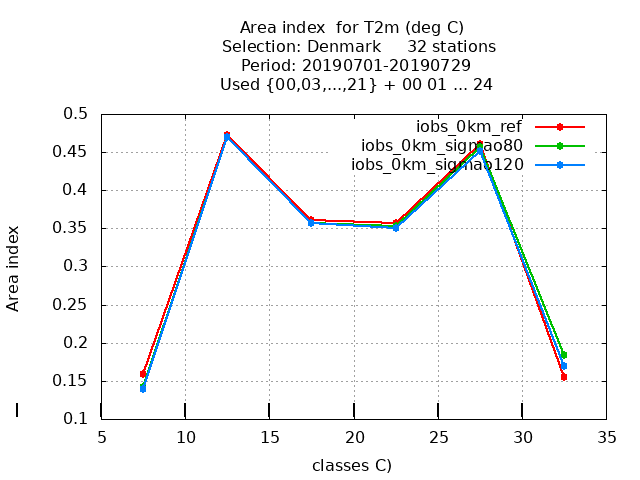 Area index  for T2m (deg C)
Selection: Denmark     32 stations
Period: 20190701-20190729
Used {00,03,...,21} + 00 01 ... 24
iobs_0km_ref
iobs_0km_sigmao80
iobs_0km_sigmao120
0.5
0.45
0.4
0.35
0.3
0.25
0.2
0.15
0.1
Area index
5 10 15 20 25 30 35
classes C)